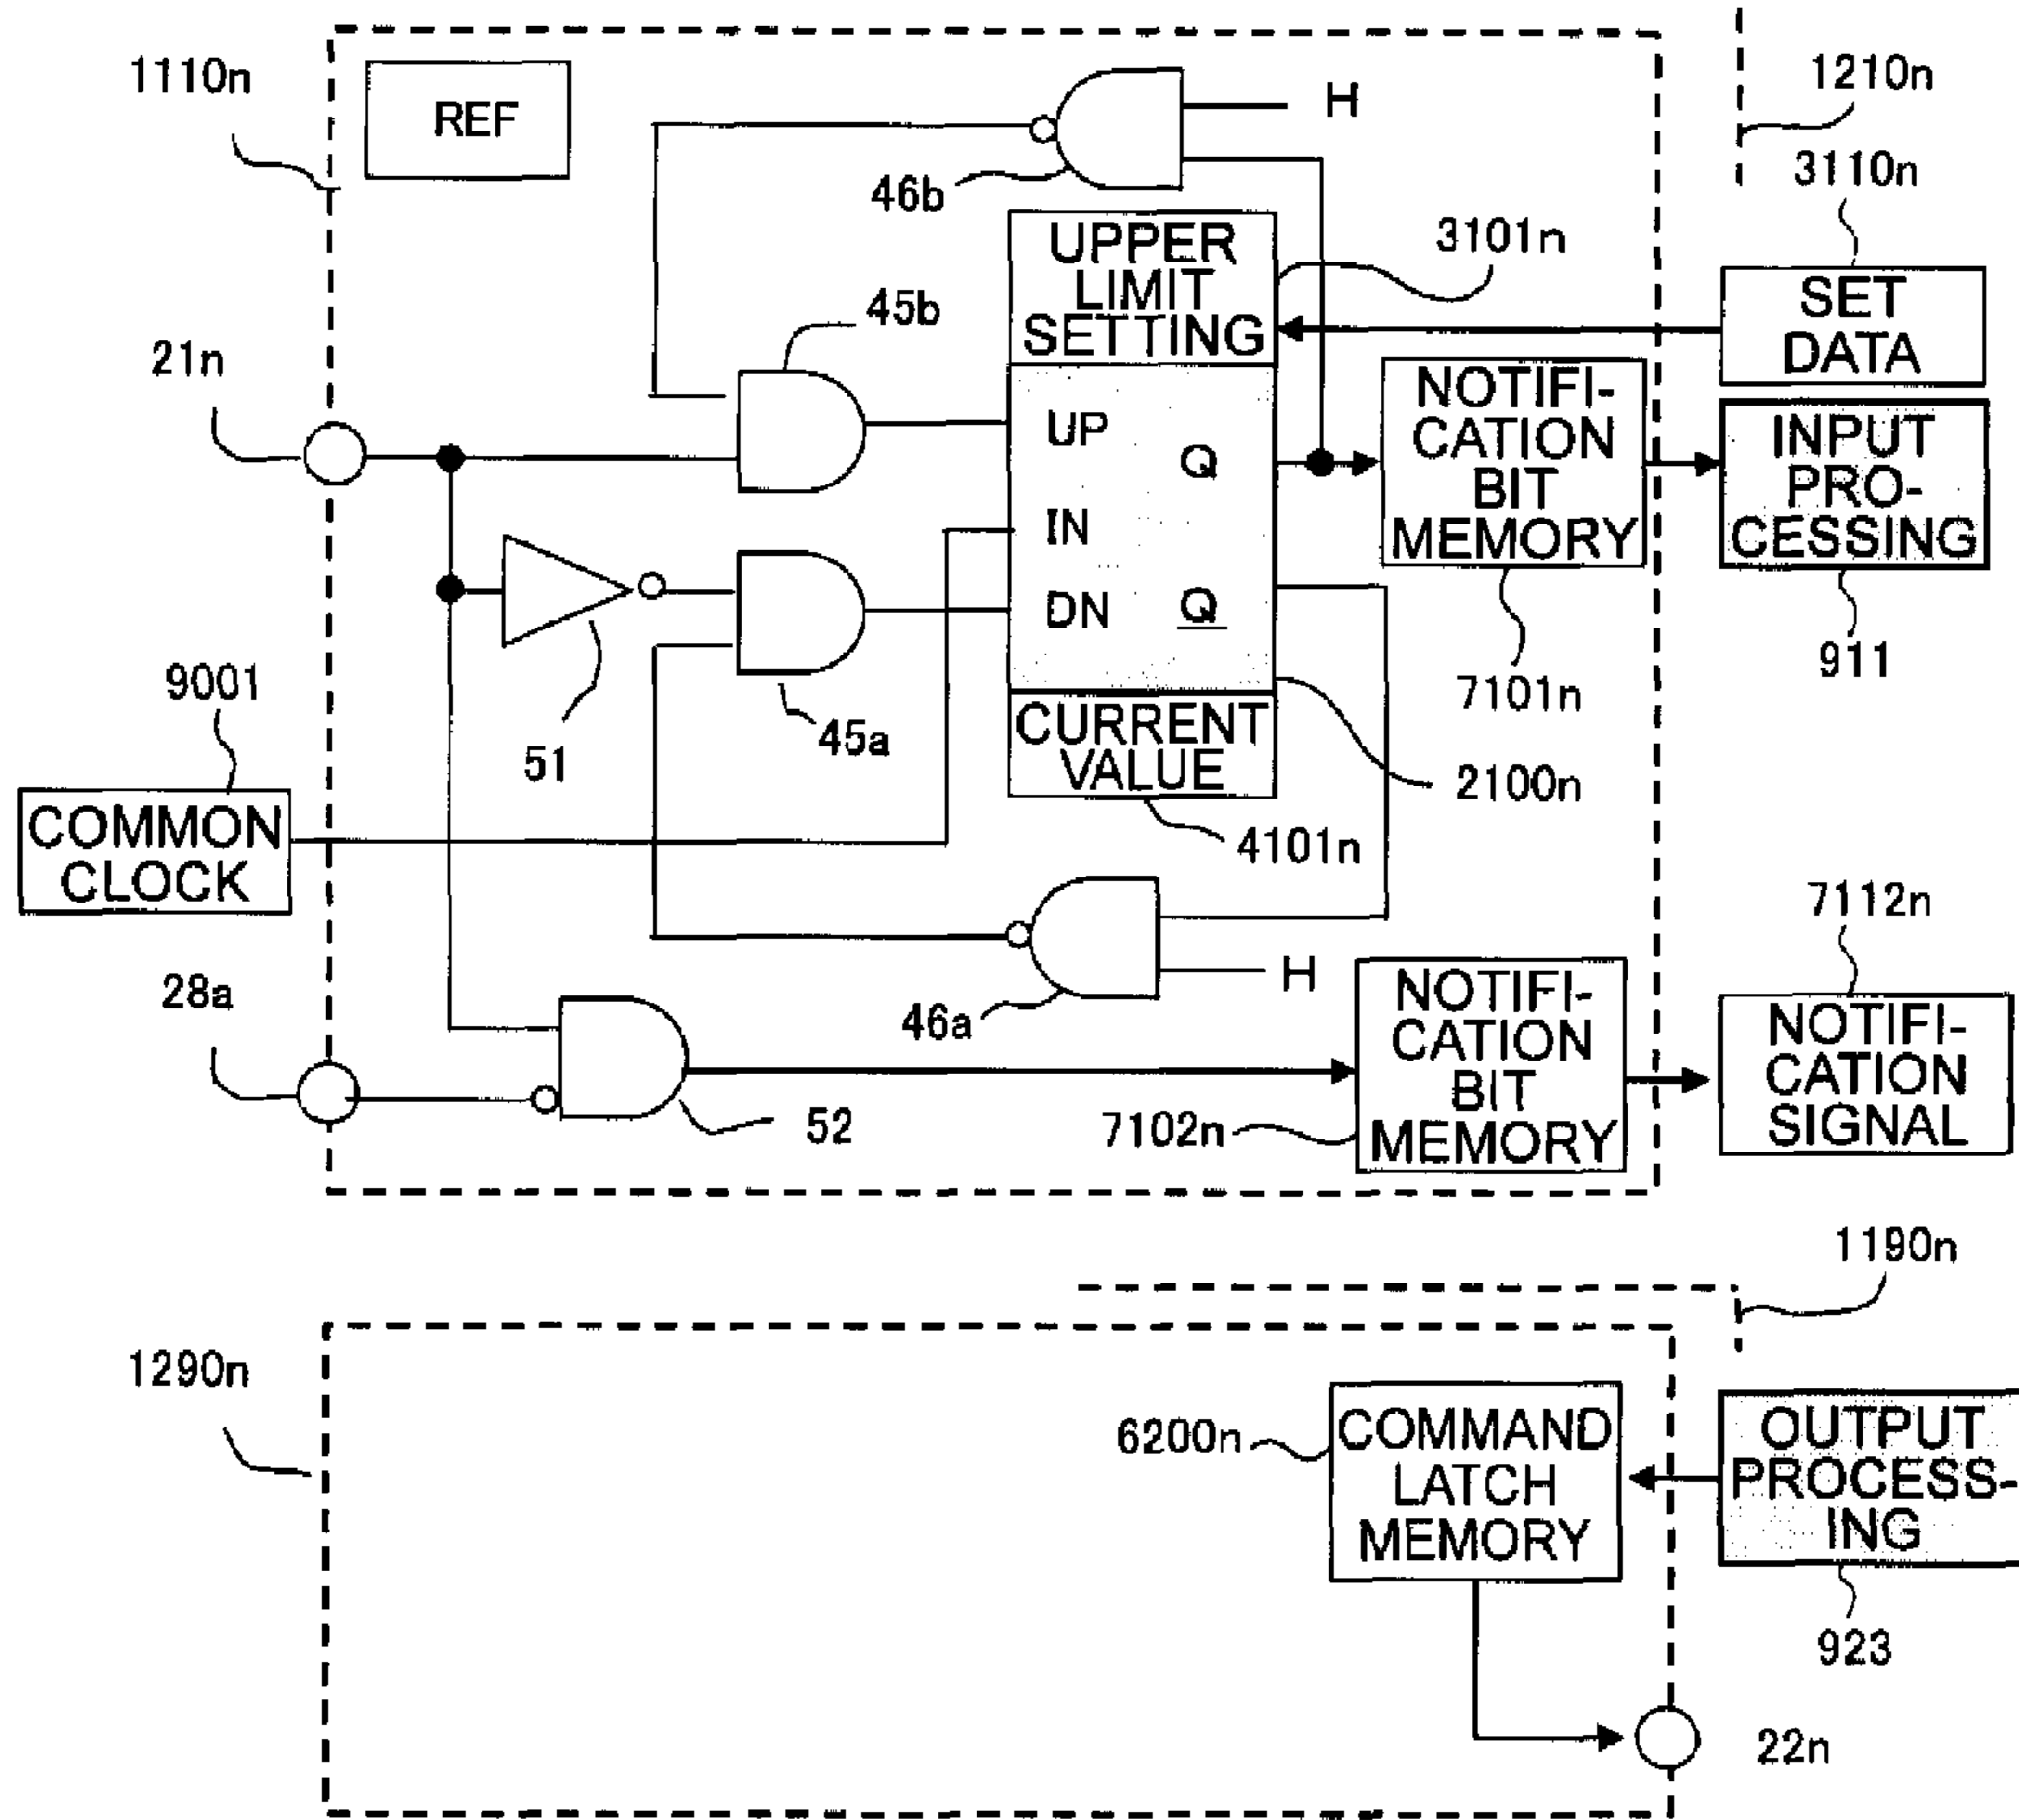 1110n
REF
H
1210n
46b
3110n
UPPER
LIMIT
SETTING
3101n
SET
DATA
45b
21n
UP
Q
NOTIFI-
CATION
BIT
MEMORY
INPUT
PRO-
CESSING
IN
DN
Q
51
45a
7101n
911
9001
CURRENT
VALUE
2100n
COMMON
CLOCK
4101n
7112n
28a
46a
H
NOTIFI-
CATION
BIT
MEMORY
NOTIFI-
CATION
SIGNAL
52
7102n
1190n
1290n
6200n
COMMAND
LATCH
MEMORY
OUTPUT
PROCESS-
ING
923
22n